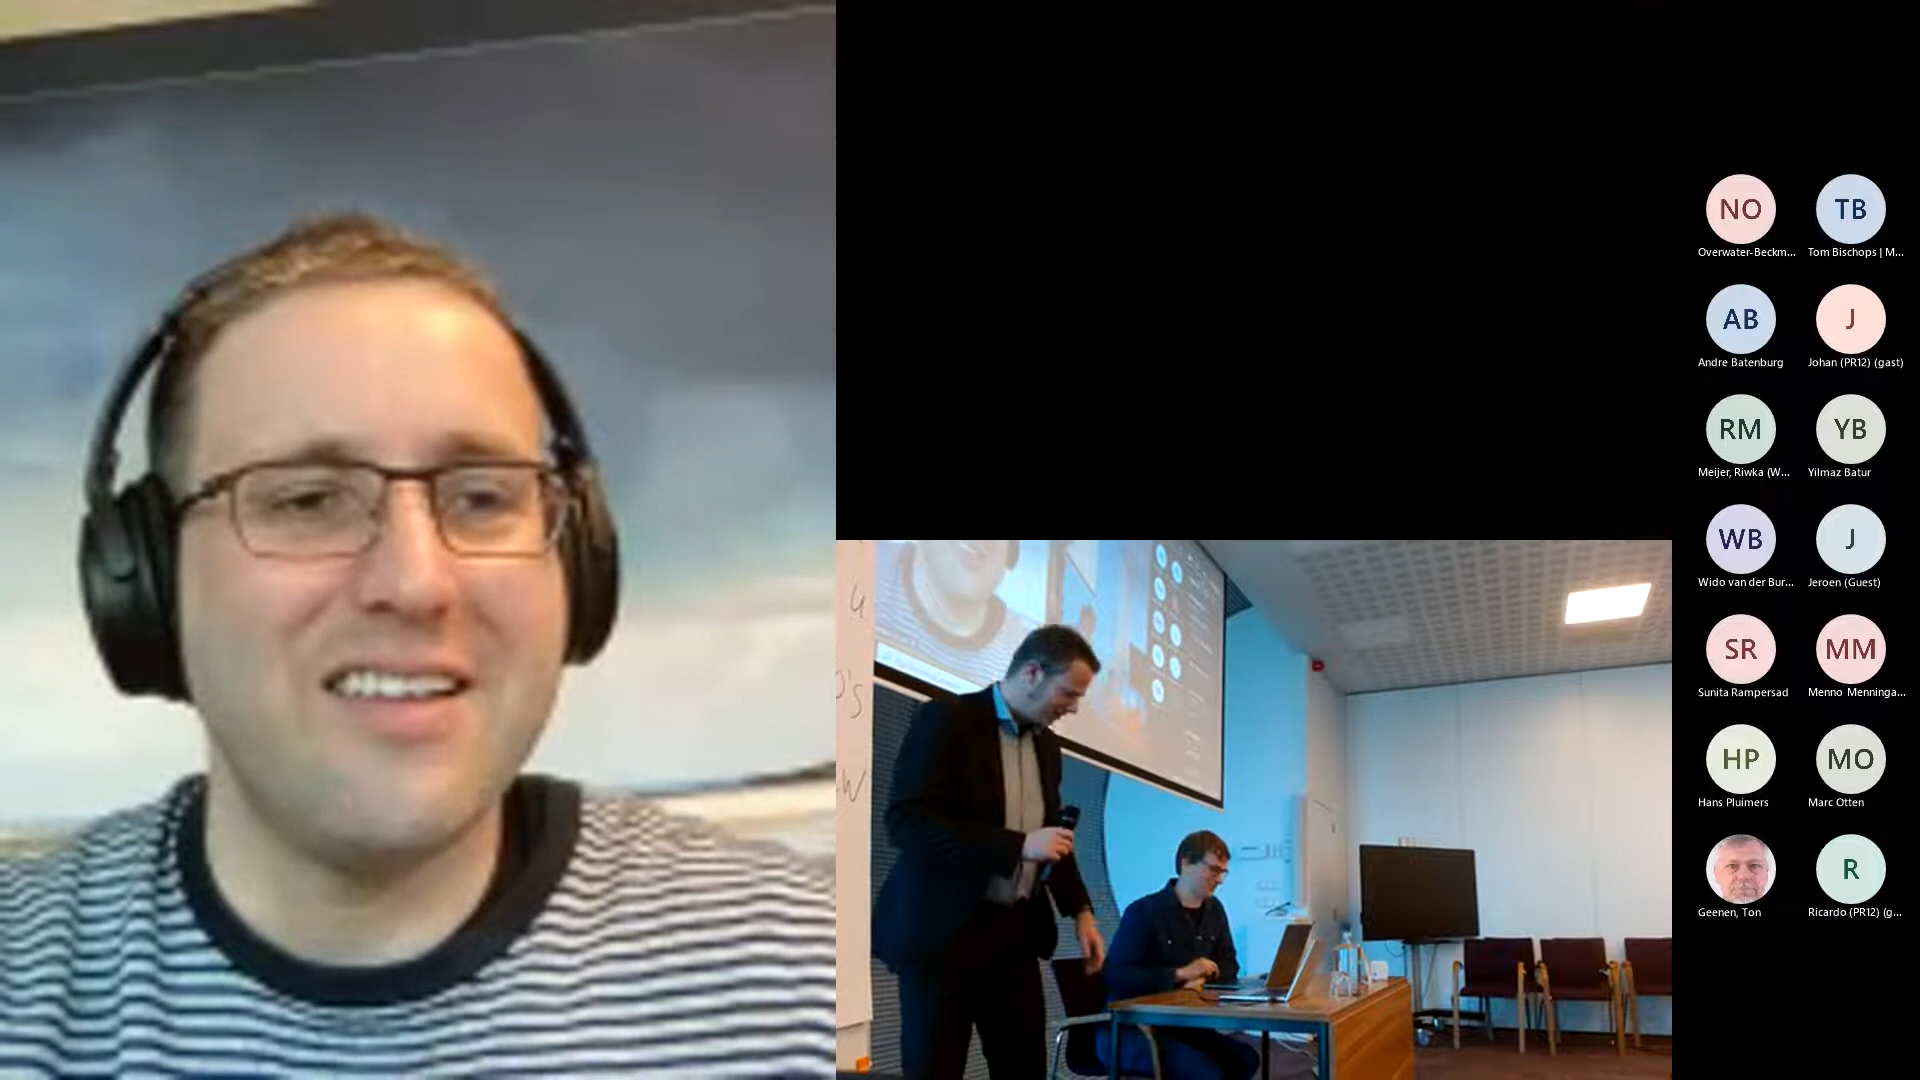 NO TB
Overwater-Beckm... Tom Bischops | M...
AB J
Andre Batenburg Johan (PR12) (gast)
RM YB
Meijer, Riwka (W... Yilmaz Batur
WB J
Wido van der Bur... Jeroen (Guest)
SR MM
Sunita Rampersad Menno Menninga...
HP MO
Hans Pluimers Marc Otten
R
Geenen, Ton Ricardo (PR12) (g...